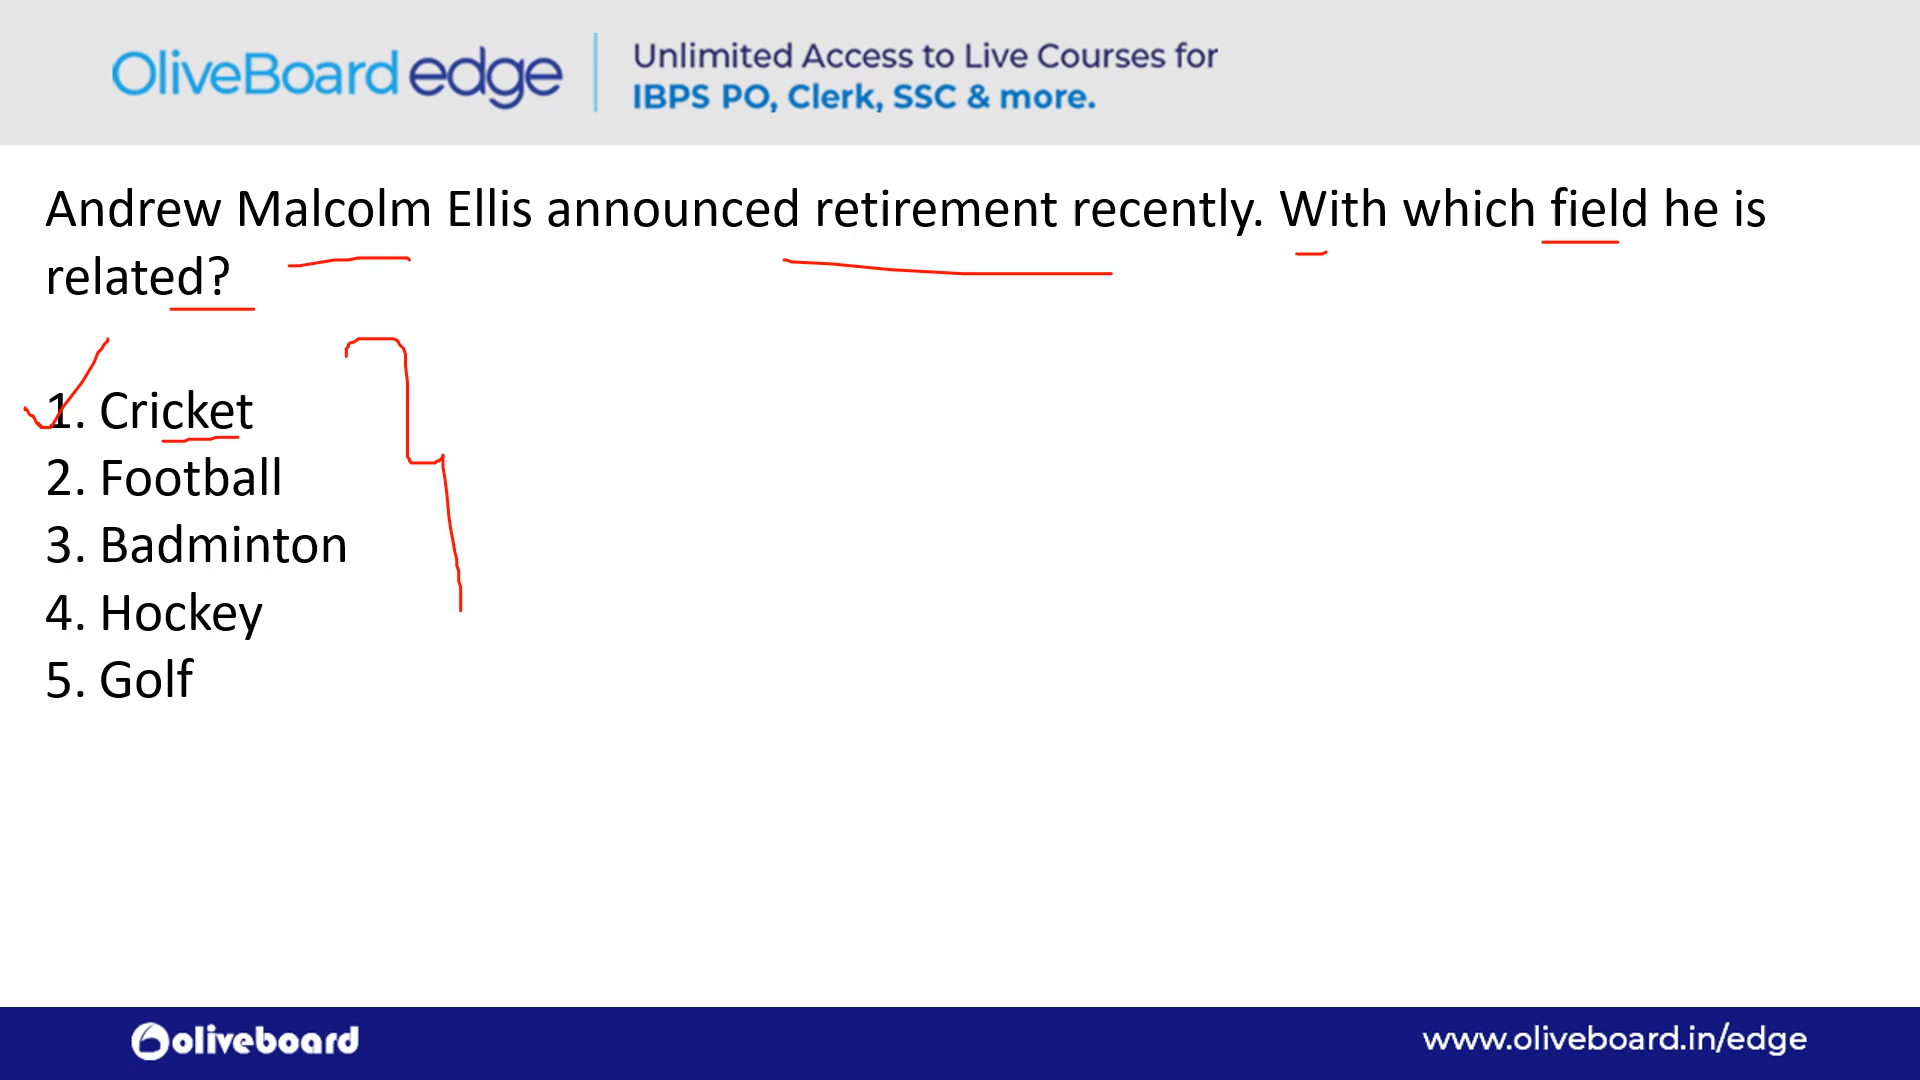 OliveBoard edge
Unlimited Access to Live Courses for
IBPS PO, Clerk, SSC & more.
Andrew Malcolm Ellis announced retirement recently. With which field he is
related?
1. Cricket
2. Football
3. Badminton
4. Hockey
5. Golf
oliveboard
www.oliveboard.in/edge